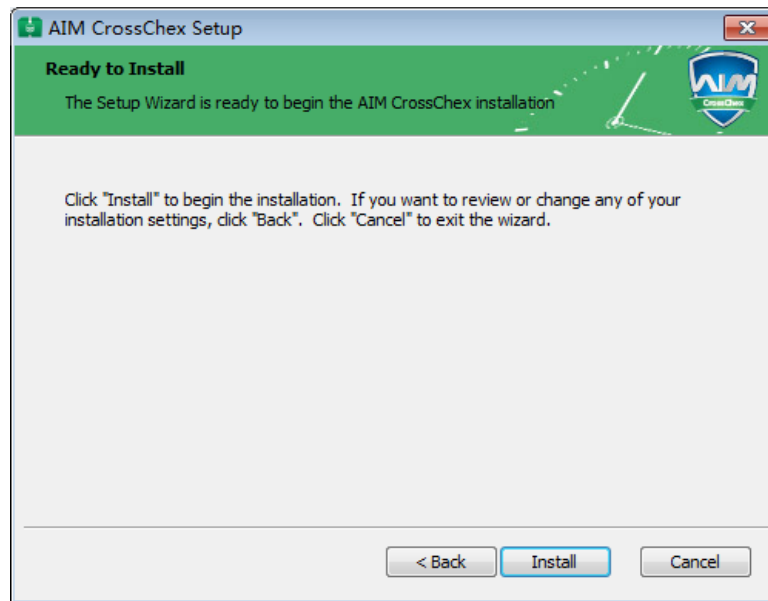 AIM CrossChex Setup
Ready to Install
The Setup Wizard is ready to begin the AIM CrossChex installation
AIM
CrossChex
Click "Install" to begin the installation.  If you want to review or change any of your
installation settings, click "Back".  Click "Cancel" to exit the wizard.
< Back
Install
Cancel